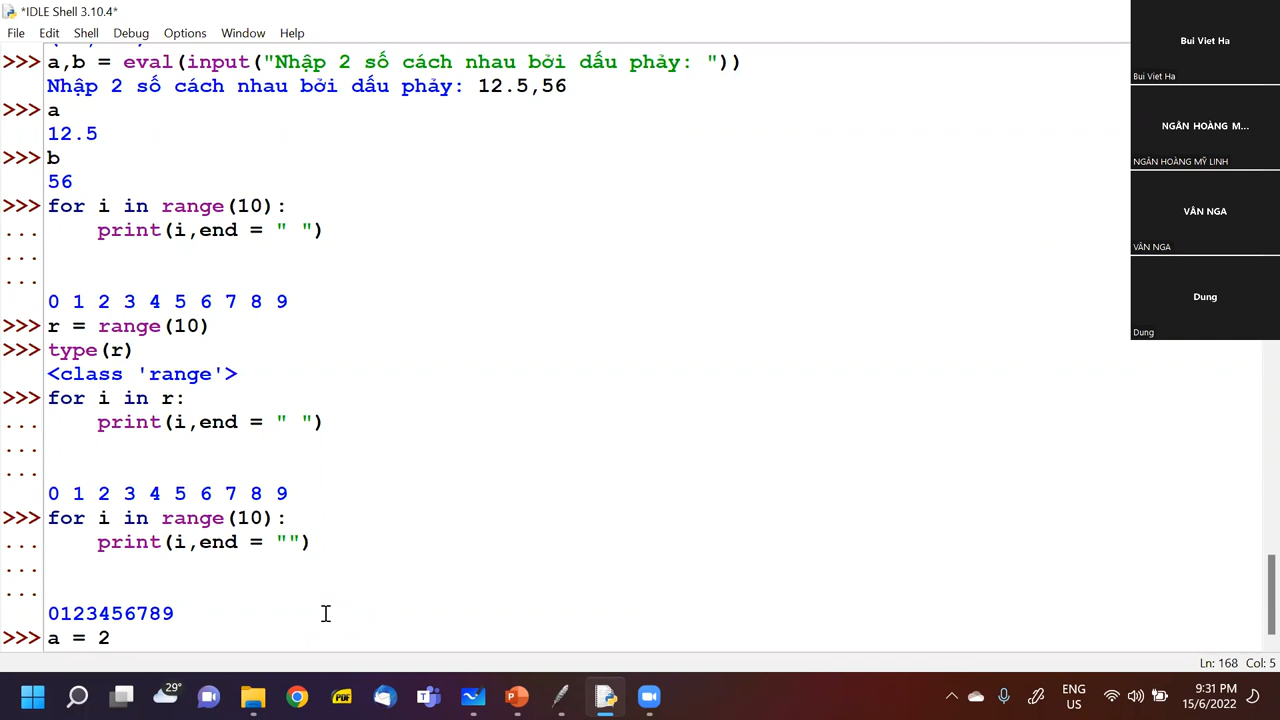 *IDLE Shell 3.10.4*
File Edit Shell Debug Options Window Help
>>> a,b = eval(input("Nhập 2 số cách nhau bởi dấu phảy: "))
Nhập 2 số cách nhau bởi dấu phảy: 12.5,56
>>> a
12.5
>>> b
56
>>> for i in range(10):
... print(i,end = " ")
...
...
0 1 2 3 4 5 6 7 8 9
>>> r = range(10)
>>> type(r)
<class 'range'>
>>> for i in r:
... print(i,end = " ")
...
...
0 1 2 3 4 5 6 7 8 9
>>> for i in range(10):
... print(i,end = "")
...
...
0123456789
>>> a = 2
Ln: 168 Col: 5
Bui Viet Ha
Bui Viet Ha
NGÂN HOÀNG M...
NGÂN HOÀNG MỸ LINH
VÂN NGA
VÂN NGA
Dung
Dung
29°
PDF
ENG
US
9:31 PM
15/6/2022